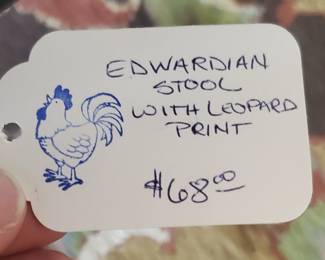 EDWARDIAN
STOOL
WITH LEOPARD
PRINT
$68.00